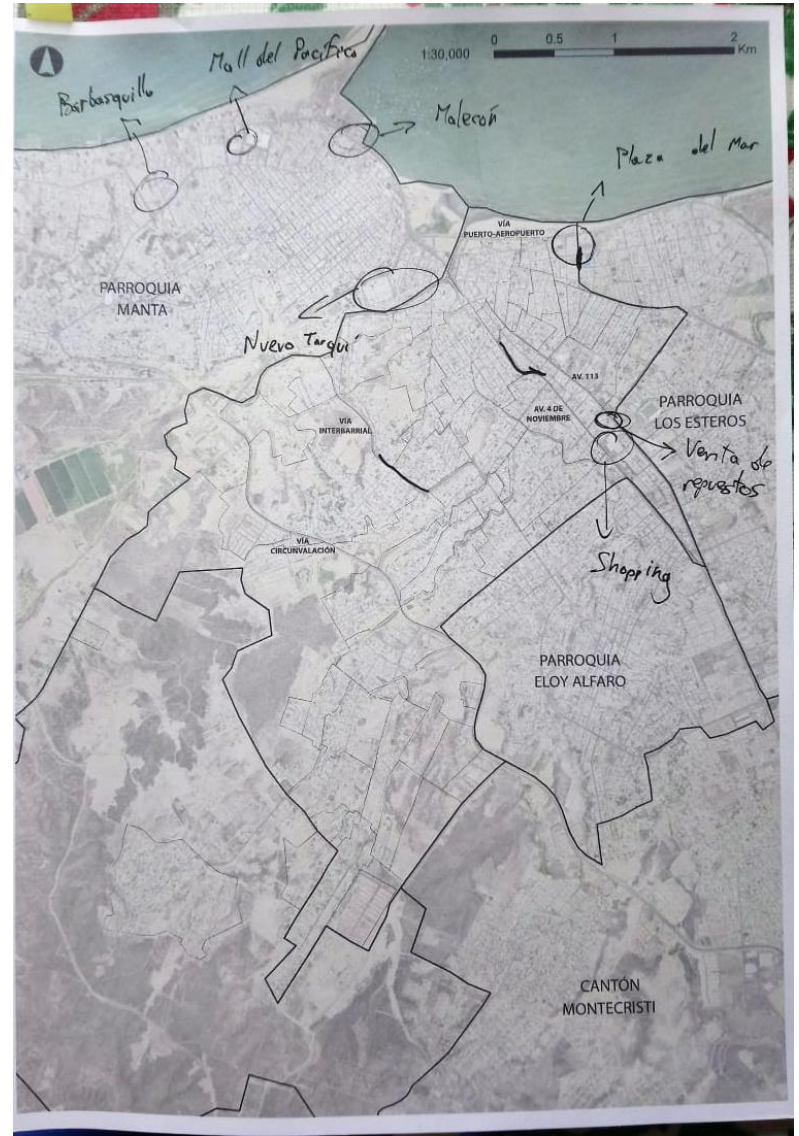 0 0.5 1 2
1:30,000 Km
Mall del Pacífico
Barbasquillo
Malecón
Plaza del Mar
VÍA
PUERTO-AEROPUERTO
PARROQUIA
MANTA
Nuevo Tarqui
AV. 113
AV. 4 DE
NOVIEMBRE
PARROQUIA
LOS ESTEROS
VÍA
INTERBARRIAL
Venta de
repuestos
VÍA
CIRCUNVALACIÓN
Shopping
PARROQUIA
ELOY ALFARO
CANTÓN
MONTECRISTI